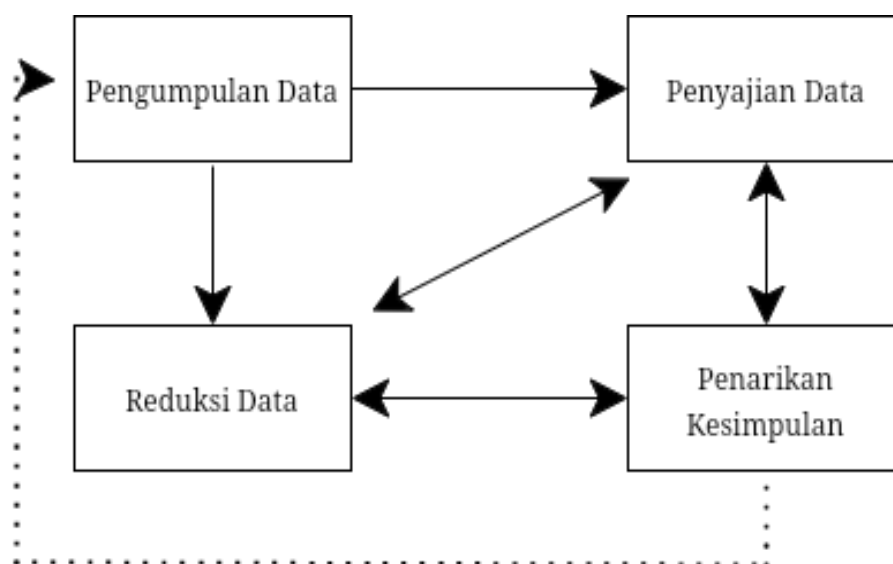 Pengumpulan Data
Penyajian Data
Reduksi Data
Penarikan
Kesimpulan